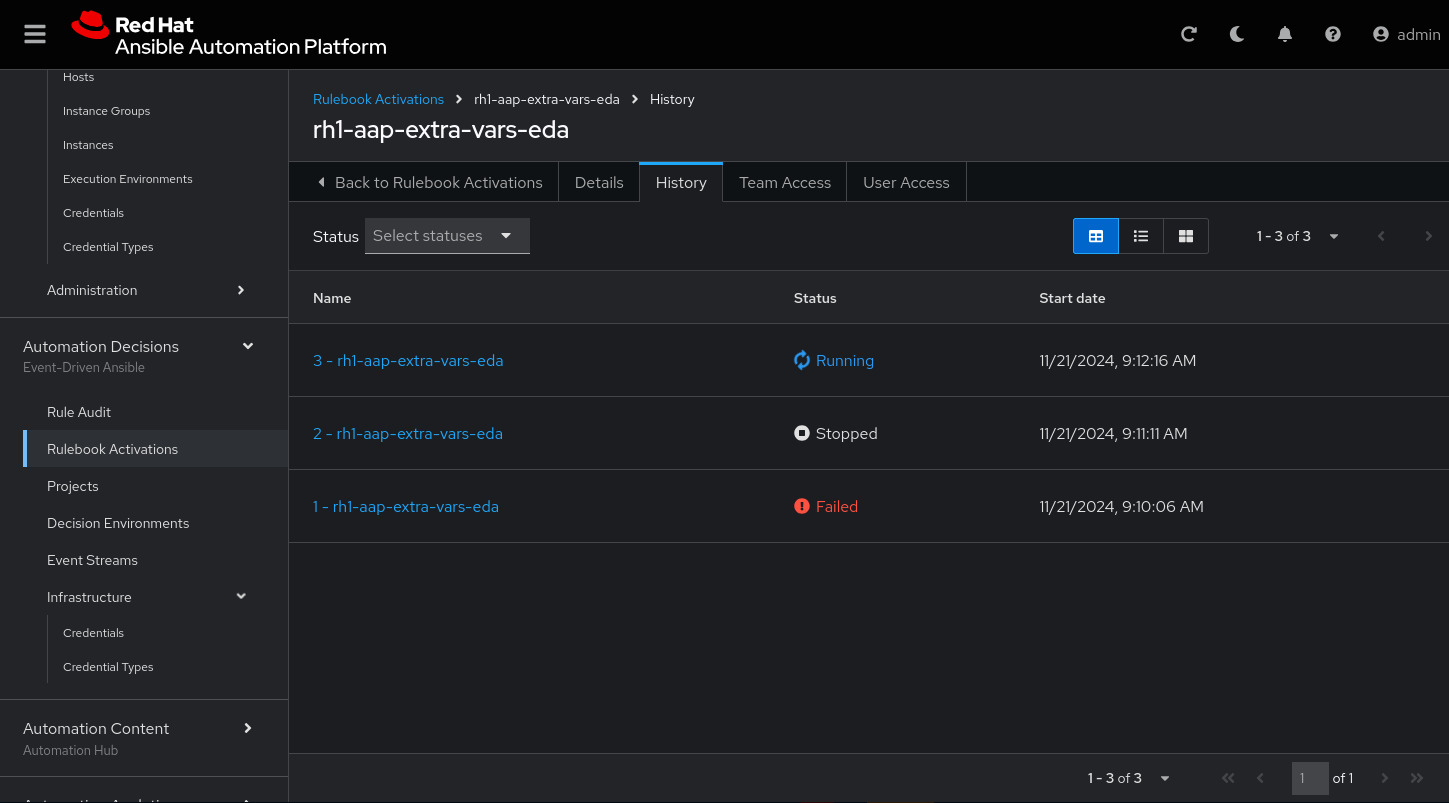 Red Hat
Ansible Automation Platform
admin
Hosts
Instance Groups
Instances
Execution Environments
Credentials
Credential Types
Administration
Automation Decisions
Event-Driven Ansible
Rule Audit
Rulebook Activations
Projects
Decision Environments
Event Streams
Infrastructure
Credentials
Credential Types
Automation Content
Automation Hub
Rulebook Activations rh1-aap-extra-vars-eda History
rh1-aap-extra-vars-eda
Back to Rulebook Activations Details History Team Access User Access
Status Select statuses 1 - 3 of 3
Name Status Start date
3 - rh1-aap-extra-vars-eda Running 11/21/2024, 9:12:16 AM
2 - rh1-aap-extra-vars-eda Stopped 11/21/2024, 9:11:11 AM
1 - rh1-aap-extra-vars-eda Failed 11/21/2024, 9:10:06 AM
1 - 3 of 3 1 of 1